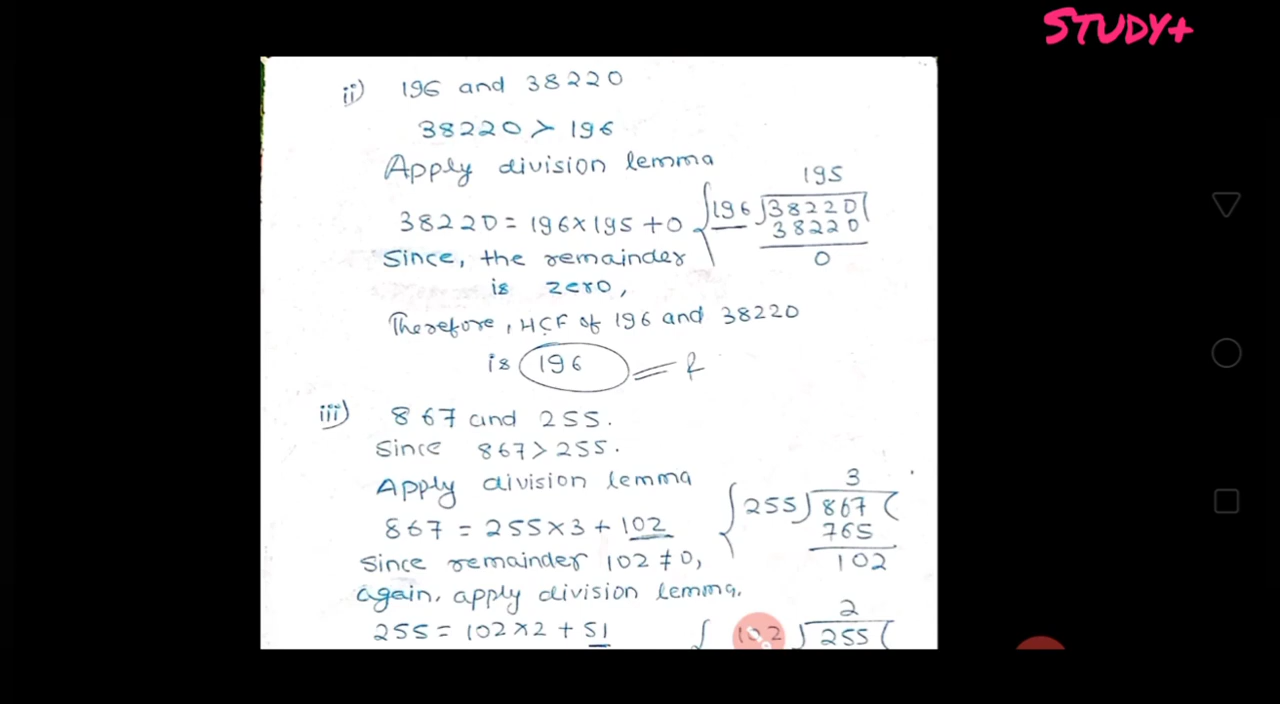 STUDY+
ii) 196 and 38220
38220 > 196
Apply division lemma
38220 = 196 × 195 + 0
195
196 ) 38220 (
38220
0
Since, the remainder
is zero,
Therefore, HCF of 196 and 38220
is 196
iii) 867 and 255.
Since 867 > 255.
Apply division lemma
867 = 255 × 3 + 102
3
255 ) 867 (
765
102
Since remainder 102 ≠ 0,
again, apply division lemma.
255 = 102 × 2 + 51
2
102 ) 255 (